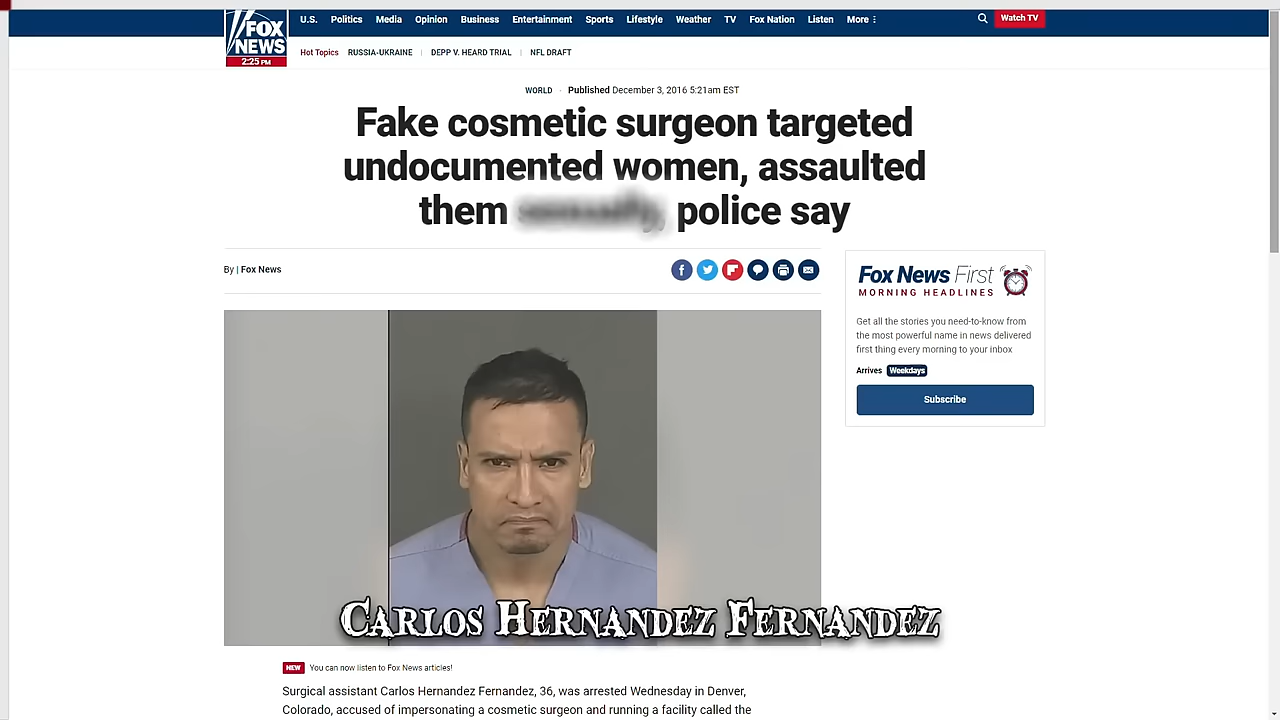 U.S. Politics Media Opinion Business Entertainment Sports Lifestyle Weather TV Fox Nation Listen More Watch TV
FOX
NEWS
2:25 PM
Hot Topics RUSSIA-UKRAINE DEPP V. HEARD TRIAL NFL DRAFT
WORLD · Published December 3, 2016 5:21am EST
Fake cosmetic surgeon targeted
undocumented women, assaulted
them police say
By | Fox News
Fox News First
MORNING HEADLINES
Get all the stories you need-to-know from
the most powerful name in news delivered
first thing every morning to your inbox
Arrives Weekdays
Subscribe
CARLOS HERNANDEZ FERNANDEZ
NEW You can now listen to Fox News articles!
Surgical assistant Carlos Hernandez Fernandez, 36, was arrested Wednesday in Denver,
Colorado, accused of impersonating a cosmetic surgeon and running a facility called the